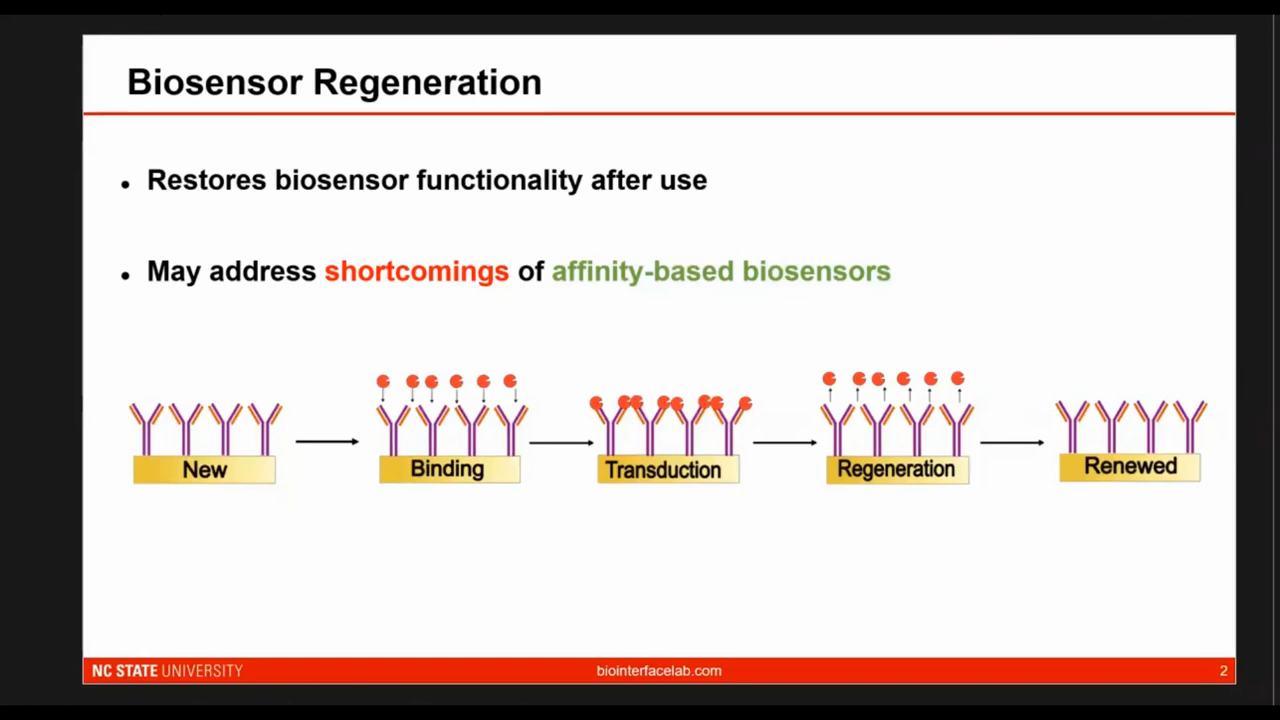 Biosensor Regeneration
• Restores biosensor functionality after use
• May address shortcomings of affinity-based biosensors
New
Binding
Transduction
Regeneration
Renewed
NC STATE UNIVERSITY
biointerfacelab.com
2